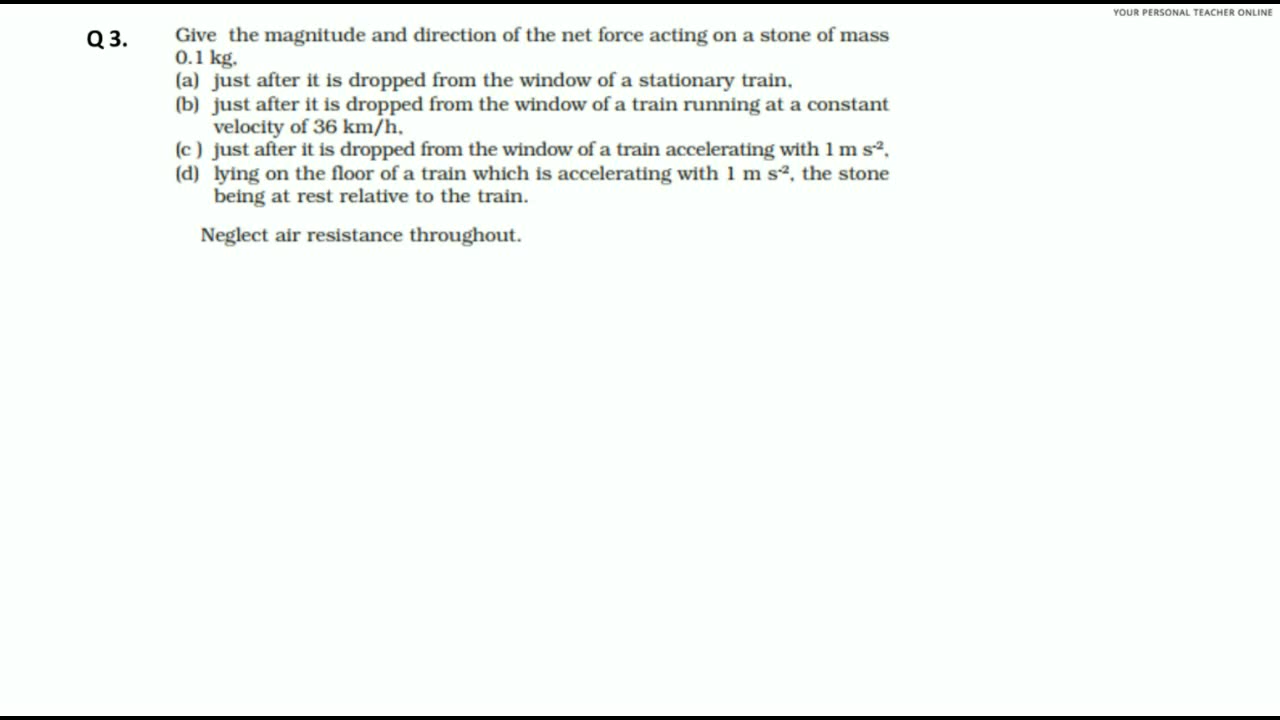 YOUR PERSONAL TEACHER ONLINE
Q 3. Give the magnitude and direction of the net force acting on a stone of mass
0.1 kg,
(a) just after it is dropped from the window of a stationary train,
(b) just after it is dropped from the window of a train running at a constant
velocity of 36 km/h,
(c ) just after it is dropped from the window of a train accelerating with 1 m s⁻²,
(d) lying on the floor of a train which is accelerating with 1 m s⁻², the stone
being at rest relative to the train.
Neglect air resistance throughout.